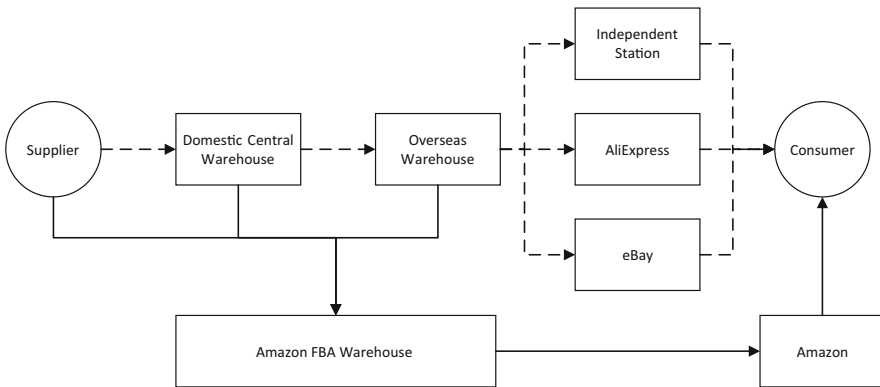 Independent
Station
Supplier
Domestic Central
Warehouse
Overseas
Warehouse
AliExpress
Consumer
eBay
Amazon FBA Warehouse
Amazon